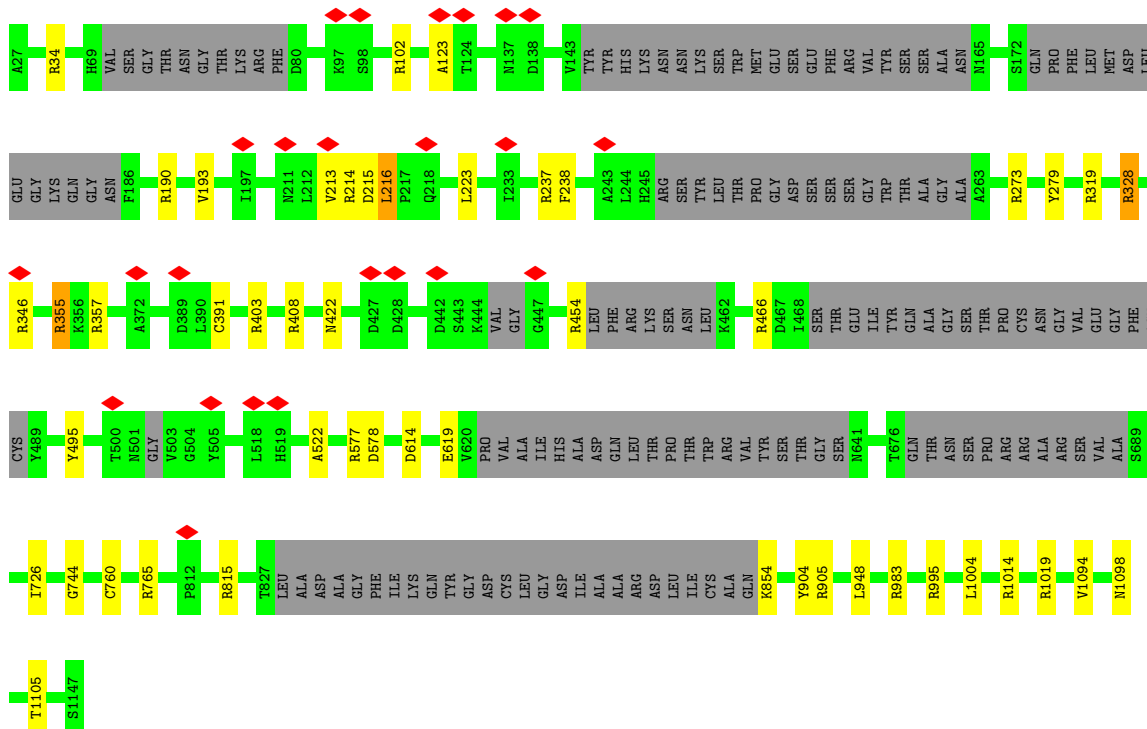 A27 R34 H69 VAL SER GLY THR ASN GLY THR LYS ARG PHE D80 K97 S98 R102 A123 T124 N137 D138 V143 TYR TYR HIS LYS ASN ASN LYS SER TRP MET GLU SER GLU PHE ARG VAL TYR SER SER ALA ASN N165 S172 GLN PRO PHE LEU MET ASP LEU
GLU GLY LYS GLN GLY ASN F186 R190 V193 I197 N211 L212 V213 R214 D215 L216 P217 Q218 L223 I233 R237 F238 A243 L244 H245 ARG SER TYR LEU THR PRO GLY ASP SER SER SER GLY TRP THR ALA GLY ALA A263 R273 Y279 R319 R328
R346 R355 K356 R357 A372 D389 L390 C391 R403 R408 N422 D427 D428 D442 S443 K444 VAL GLY G447 R454 LEU PHE ARG LYS SER ASN LEU K462 R466 D467 I468 SER THR GLU ILE TYR GLN ALA GLY SER THR PRO CYS ASN GLY VAL GLU GLY PHE
CYS Y489 Y495 T500 N501 GLY V503 G504 Y505 L518 H519 A522 R577 D578 D614 E619 V620 PRO VAL ALA ILE HIS ALA ASP GLN LEU THR PRO THR TRP ARG VAL TYR SER THR GLY SER N641 T676 GLN THR ASN SER PRO ARG ARG ALA ARG SER VAL ALA S689
I726 G744 C760 R765 P812 R815 T827 LEU ALA ASP ALA GLY PHE ILE LYS GLN TYR GLY ASP CYS LEU GLY ASP ILE ALA ALA ARG ASP LEU ILE CYS ALA GLN K854 Y904 R905 L948 R983 R995 L1004 R1014 R1019 V1094 N1098
T1105 S1147